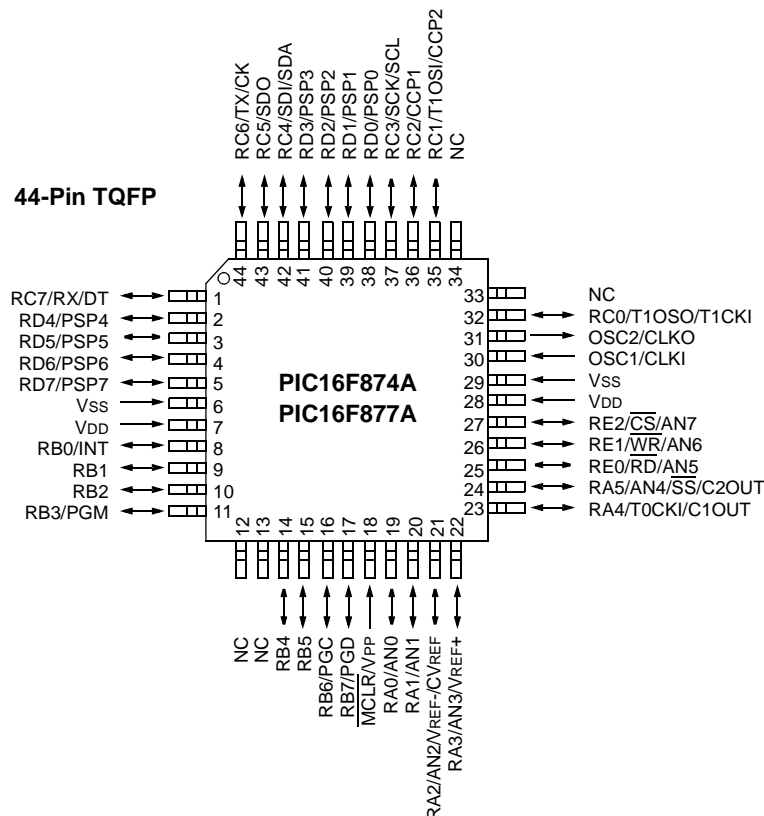 RC6/TX/CK
RC5/SDO
RC4/SDI/SDA
RD3/PSP3
RD2/PSP2
RD1/PSP1
RD0/PSP0
RC3/SCK/SCL
RC2/CCP1
RC1/T1OSI/CCP2
NC
44-Pin TQFP
44
43
42
41
40
39
38
37
36
35
34
RC7/RX/DT 1
RD4/PSP4 2
RD5/PSP5 3
RD6/PSP6 4
RD7/PSP7 5
VSS 6
VDD 7
RB0/INT 8
RB1 9
RB2 10
RB3/PGM 11
PIC16F874A
PIC16F877A
33 NC
32 RC0/T1OSO/T1CKI
31 OSC2/CLKO
30 OSC1/CLKI
29 VSS
28 VDD
27 RE2/CS/AN7
26 RE1/WR/AN6
25 RE0/RD/AN5
24 RA5/AN4/SS/C2OUT
23 RA4/T0CKI/C1OUT
12
13
14
15
16
17
18
19
20
21
22
NC
NC
RB4
RB5
RB6/PGC
RB7/PGD
MCLR/VPP
RA0/AN0
RA1/AN1
RA2/AN2/VREF-/CVREF
RA3/AN3/VREF+